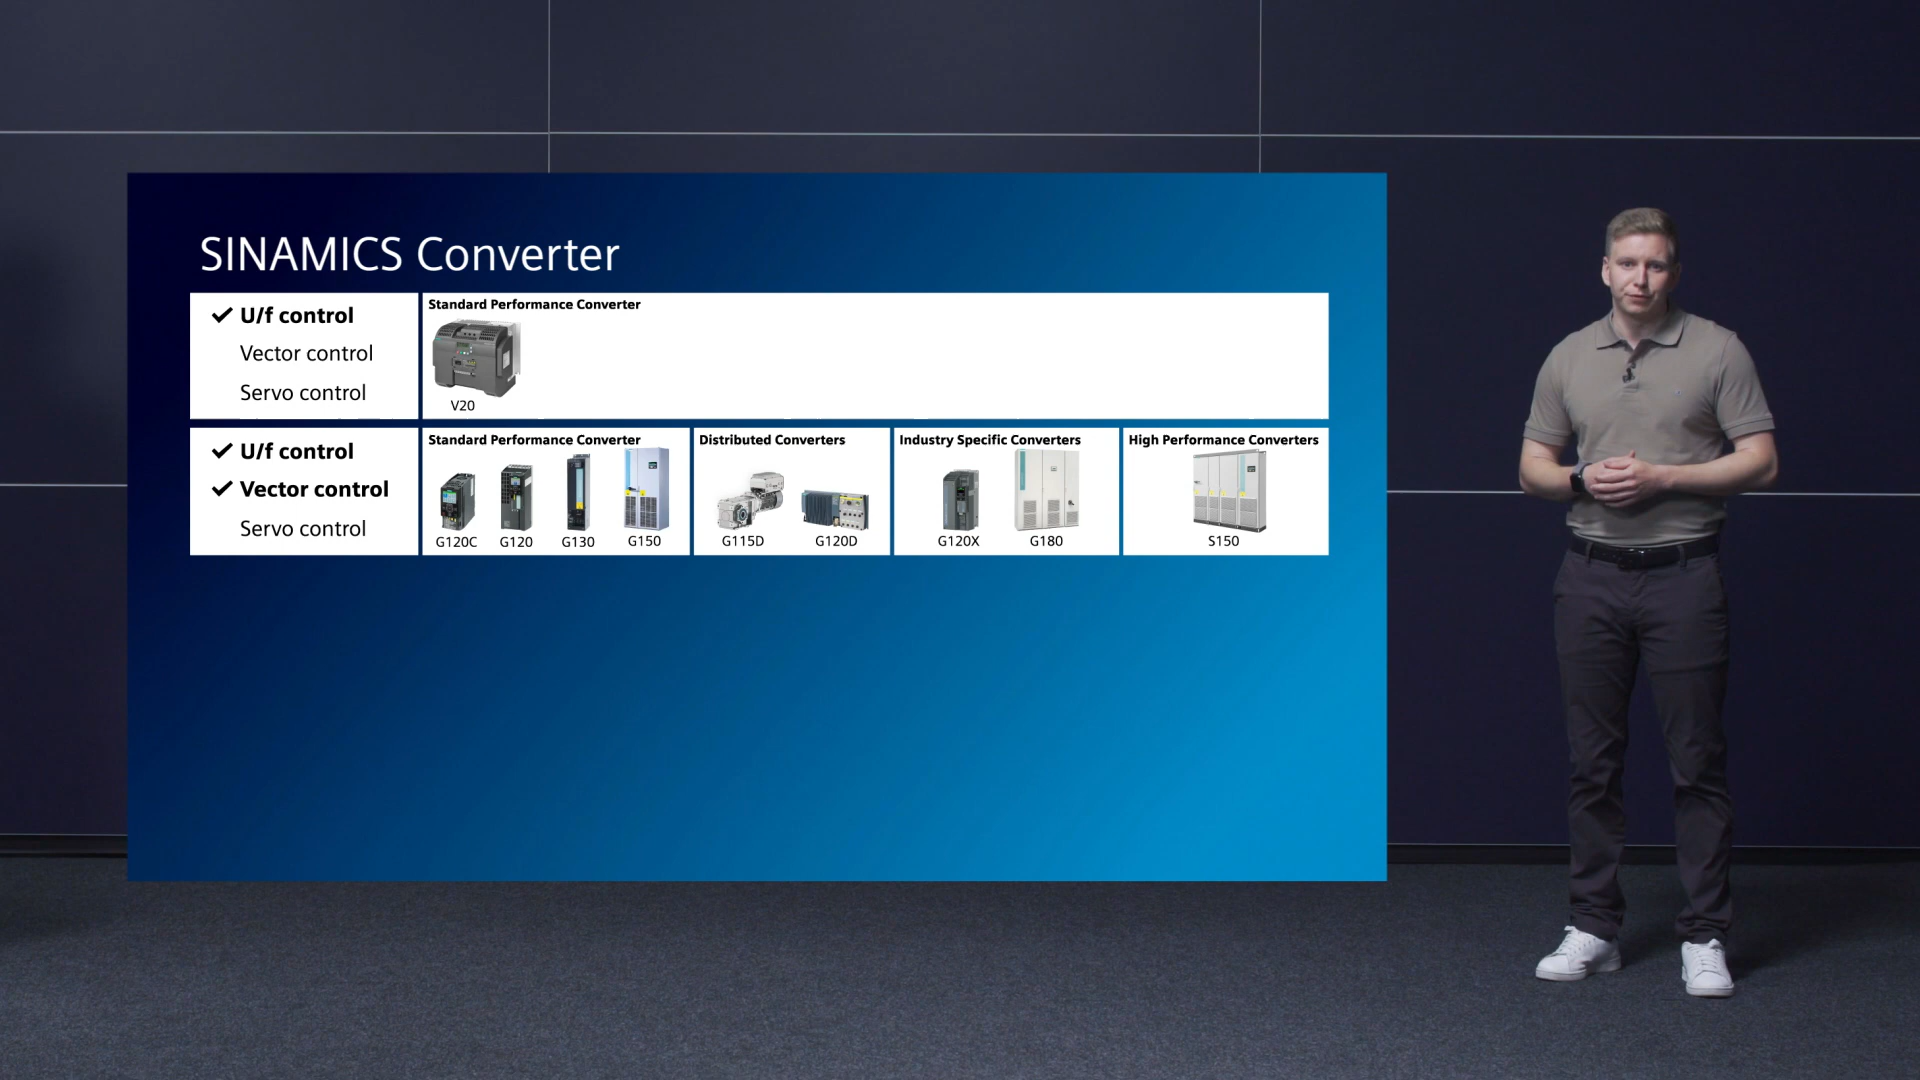 SINAMICS Converter
✓ U/f control
Vector control
Servo control
Standard Performance Converter
V20
✓ U/f control
✓ Vector control
Servo control
Standard Performance Converter
G120C G120 G130 G150
Distributed Converters
G115D G120D
Industry Specific Converters
G120X G180
High Performance Converters
S150